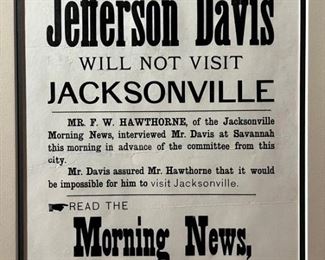 Jefferson Davis
WILL NOT VISIT
JACKSONVILLE
MR. F. W. HAWTHORNE, of the Jacksonville
Morning News, interviewed Mr. Davis at Savannah
this morning in advance of the committee from this
city.
Mr. Davis assured Mr. Hawthorne that it would
be impossible for him to visit Jacksonville.
☛READ THE
Morning News,